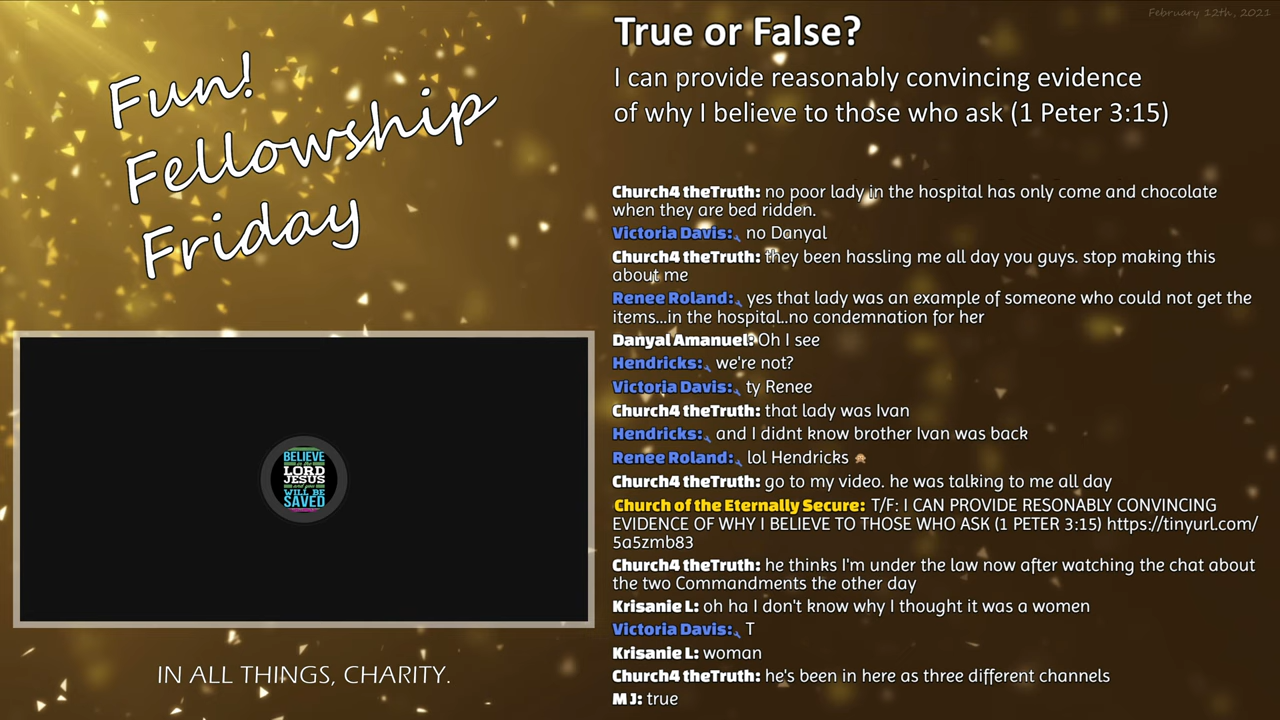 February 12th, 2021
Fun!
Fellowship
Friday
True or False?
I can provide reasonably convincing evidence
of why I believe to those who ask (1 Peter 3:15)
Church4 theTruth: no poor lady in the hospital has only come and chocolate
when they are bed ridden.
Victoria Davis: no Danyal
Church4 theTruth: they been hassling me all day you guys. stop making this
about me
Renee Roland: yes that lady was an example of someone who could not get the
items...in the hospital..no condemnation for her
Danyal Amanuel: Oh I see
Hendricks: we're not?
Victoria Davis: ty Renee
Church4 theTruth: that lady was Ivan
Hendricks: and I didnt know brother Ivan was back
Renee Roland: lol Hendricks
Church4 theTruth: go to my video. he was talking to me all day
Church of the Eternally Secure: T/F: I CAN PROVIDE RESONABLY CONVINCING
EVIDENCE OF WHY I BELIEVE TO THOSE WHO ASK (1 PETER 3:15) https://tinyurl.com/
5a5zmb83
Church4 theTruth: he thinks I'm under the law now after watching the chat about
the two Commandments the other day
Krisanie L: oh ha I don't know why I thought it was a women
Victoria Davis: T
Krisanie L: woman
Church4 theTruth: he's been in here as three different channels
M J: true
BELIEVE
LORD
JESUS
WILL BE
SAVED
IN ALL THINGS, CHARITY.